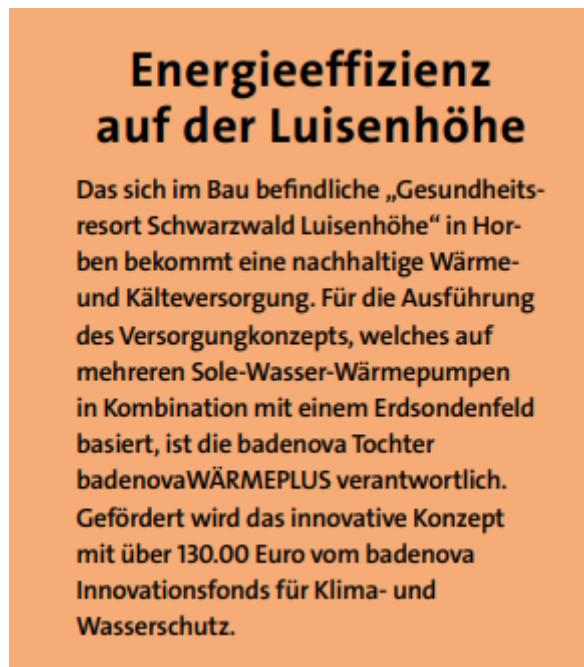 Energieeffizienz
auf der Luisenhöhe
Das sich im Bau befindliche „Gesundheits-
resort Schwarzwald Luisenhöhe“ in Hor-
ben bekommt eine nachhaltige Wärme-
und Kälteversorgung. Für die Ausführung
des Versorgungkonzepts, welches auf
mehreren Sole-Wasser-Wärmepumpen
in Kombination mit einem Erdsondenfeld
basiert, ist die badenova Tochter
badenovaWÄRMEPLUS verantwortlich.
Gefördert wird das innovative Konzept
mit über 130.00 Euro vom badenova
Innovationsfonds für Klima- und
Wasserschutz.